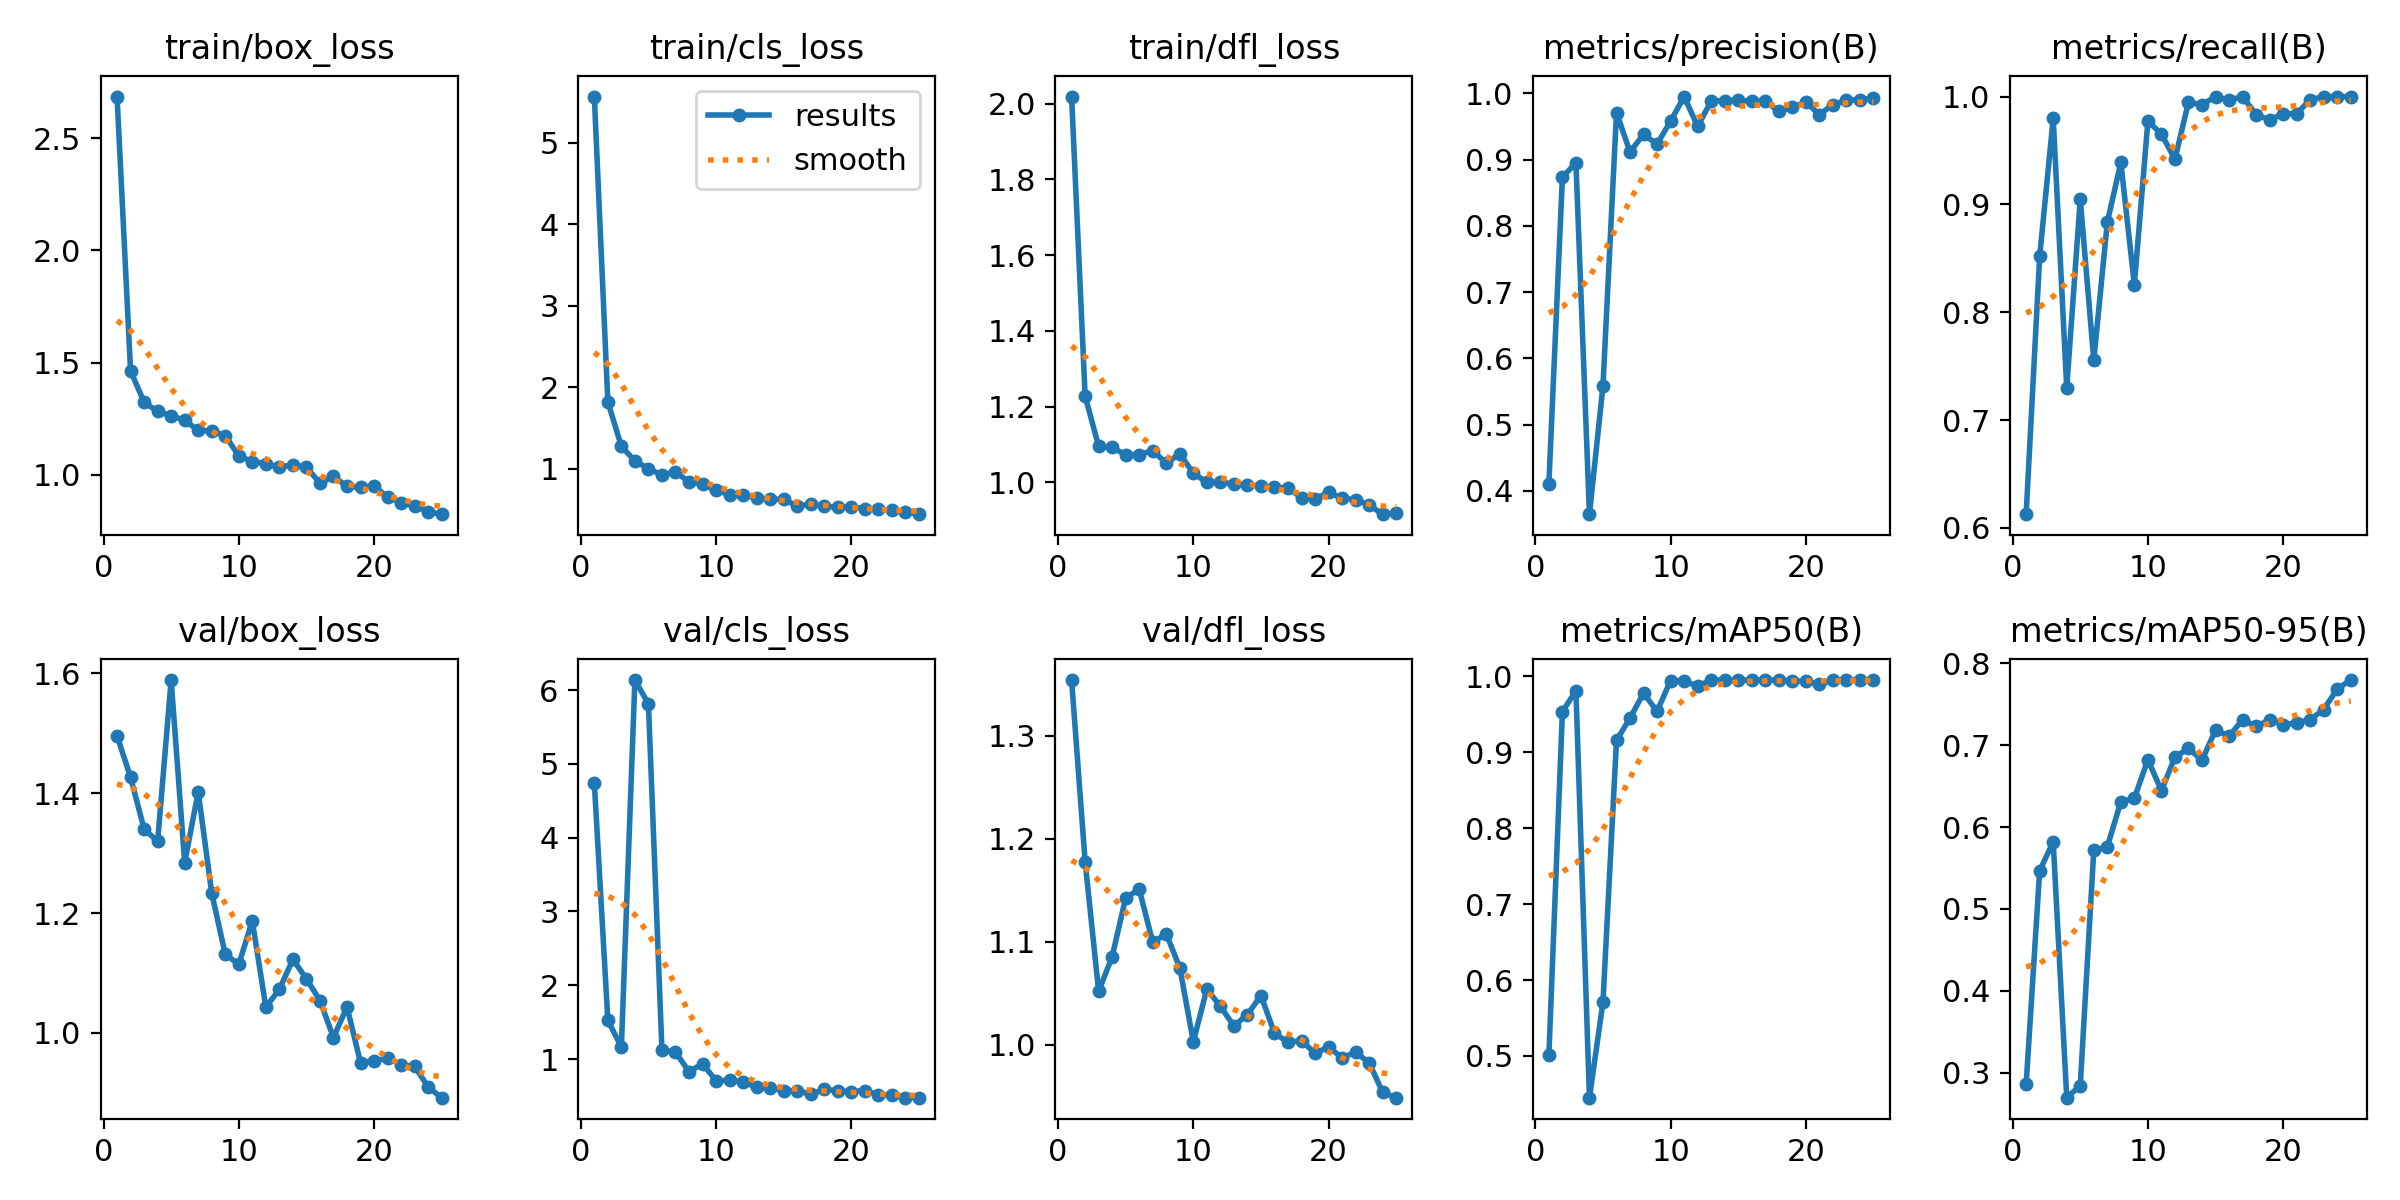 train/box_loss
train/cls_loss
train/dfl_loss
metrics/precision(B)
metrics/recall(B)
2.5
2.0
1.5
1.0
0 10 20
results
smooth
5
4
3
2
1
0 10 20
2.0
1.8
1.6
1.4
1.2
1.0
0 10 20
1.0
0.9
0.8
0.7
0.6
0.5
0.4
0 10 20
1.0
0.9
0.8
0.7
0.6
0 10 20
val/box_loss
val/cls_loss
val/dfl_loss
metrics/mAP50(B)
metrics/mAP50-95(B)
1.6
1.4
1.2
1.0
0 10 20
6
5
4
3
2
1
0 10 20
1.3
1.2
1.1
1.0
0 10 20
1.0
0.9
0.8
0.7
0.6
0.5
0 10 20
0.8
0.7
0.6
0.5
0.4
0.3
0 10 20